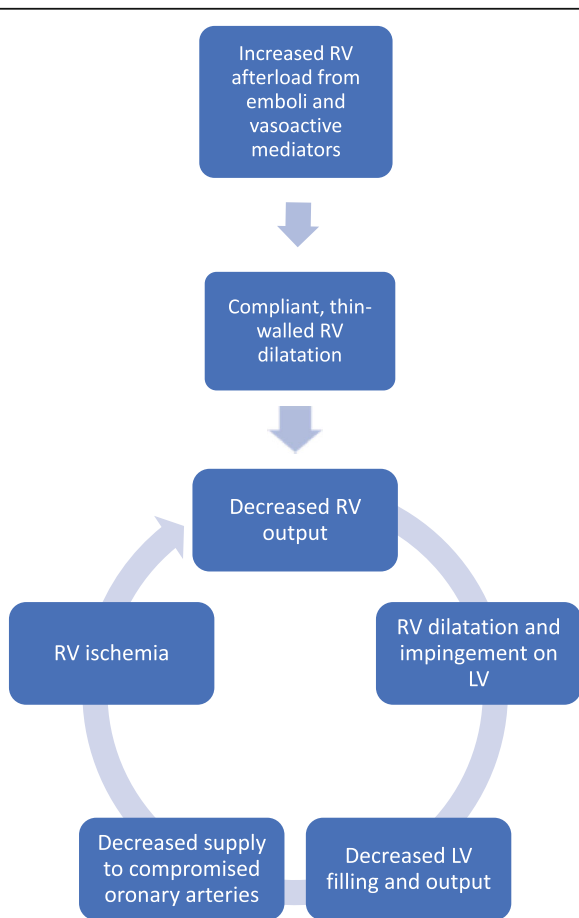 Increased RV
afterload from
emboli and
vasoactive
mediators
Compliant, thin-
walled RV
dilatation
Decreased RV
output
RV dilatation and
impingement on
LV
Decreased LV
filling and output
Decreased supply
to compromised
oronary arteries
RV ischemia